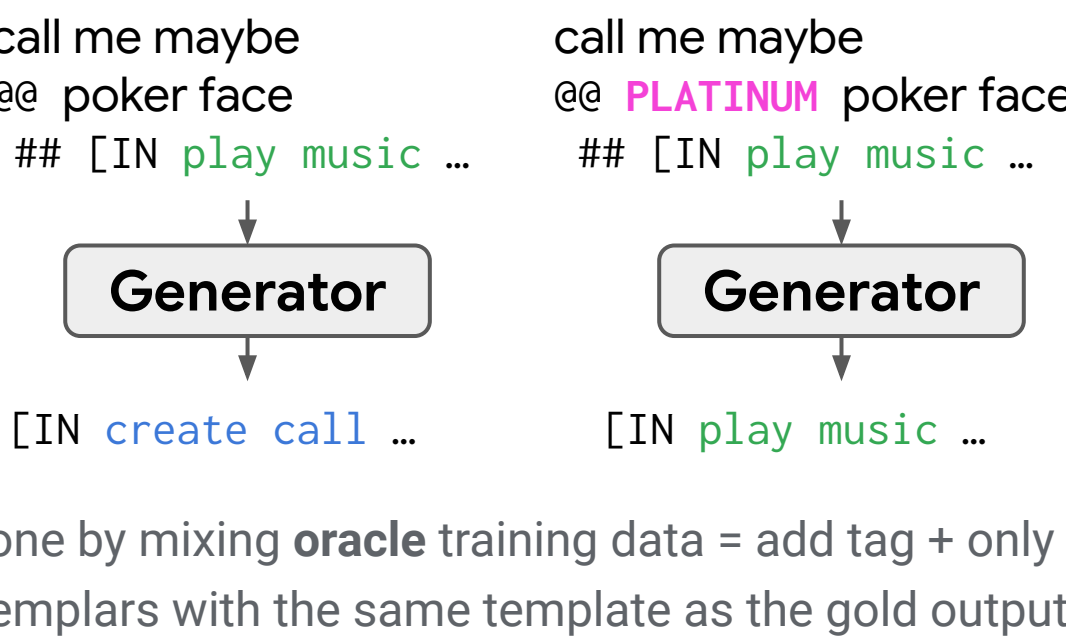 call me maybe
@@ poker face
## [IN play music …
Generator
[IN create call …
call me maybe
@@ PLATINUM poker face
## [IN play music …
Generator
[IN play music …
one by mixing oracle training data = add tag + only
emplars with the same template as the gold output